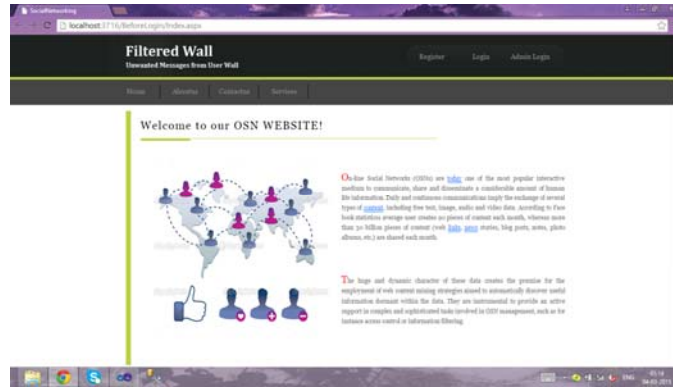 SocialNetworking
localhost:3716/BeforeLogin/Index.aspx
Filtered Wall
Unwanted Messages from User Wall
Register Login Admin Login
Home Aboutus Contactus Services
Welcome to our OSN WEBSITE!
On-line Social Networks (OSNs) are today one of the most popular interactive
medium to communicate, share and disseminate a considerable amount of human
life information. Daily and continuous communications imply the exchange of several
types of content, including free text, image, audio and video data. According to Face
book statistics average user creates 90 pieces of content each month, whereas more
than 30 billion pieces of content (web links, news stories, blog posts, notes, photo
albums, etc.) are shared each month.
The huge and dynamic character of these data creates the premise for the
employment of web content mining strategies aimed to automatically discover useful
information dormant within the data. They are instrumental to provide an active
support in complex and sophisticated tasks involved in OSN management, such as for
instance access control or information filtering.
ENG